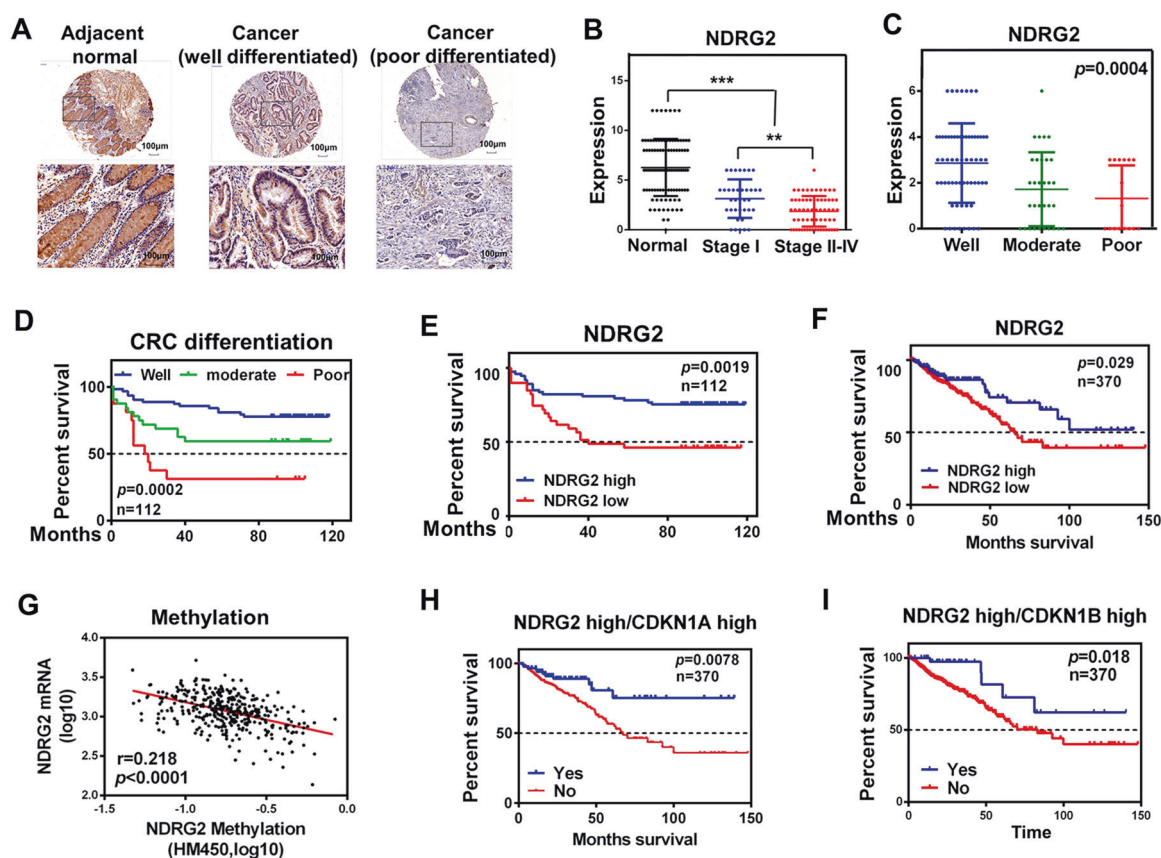 A
Adjacent
normal
Cancer
(well differentiated)
Cancer
(poor differentiated)
100μm
100μm
100μm
100μm
100μm
100μm
B
NDRG2
Expression
15
10
5
0
***
**
Normal
Stage I
Stage II-IV
C
NDRG2
p=0.0004
Expression
6
4
2
0
Well
Moderate
Poor
D
CRC differentiation
Percent survival
100
50
0
Well
moderate
Poor
p=0.0002
n=112
Months
0
40
80
120
E
NDRG2
Percent survival
100
50
0
p=0.0019
n=112
NDRG2 high
NDRG2 low
Months
0
40
80
120
F
NDRG2
Percent survival
100
50
0
p=0.029
n=370
NDRG2 high
NDRG2 low
Months
0
50
100
150
Months survival
G
Methylation
NDRG2 mRNA
(log10)
4.0
3.5
3.0
2.5
2.0
r=0.218
p<0.0001
-1.5
-1.0
-0.5
0.0
NDRG2 Methylation
(HM450,log10)
H
NDRG2 high/CDKN1A high
Percent survival
100
50
0
p=0.0078
n=370
Yes
No
0
50
100
150
Months survival
I
NDRG2 high/CDKN1B high
Percent survival
100
50
0
p=0.018
n=370
Yes
No
0
50
100
150
Time